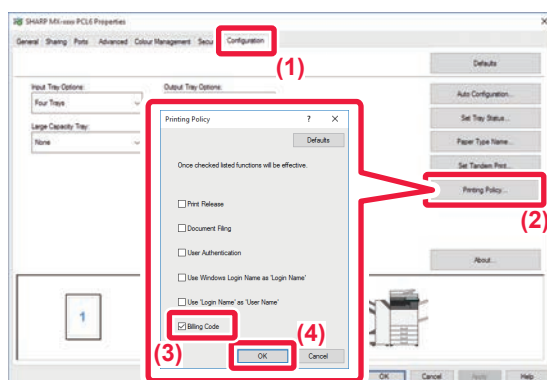 SHARP MX-xxxx PCL6 Properties
General Sharing Ports Advanced Colour Management Secu Configuration
(1)
Defaults
Input Tray Options:
Output Tray Options:
Four Trays
Auto Configuration...
Set Tray Status...
Large Capacity Tray:
None
Paper Type Name...
Set Tandem Print...
Printing Policy...
(2)
About...
Printing Policy ? ×
Defaults
Once checked listed functions will be effective.
Print Release
Document Filing
User Authentication
Use Windows Login Name as 'Login Name'
Use 'Login Name' as 'User Name'
Billing Code
(3)
(4)
OK Cancel
1
OK Cancel Apply Help